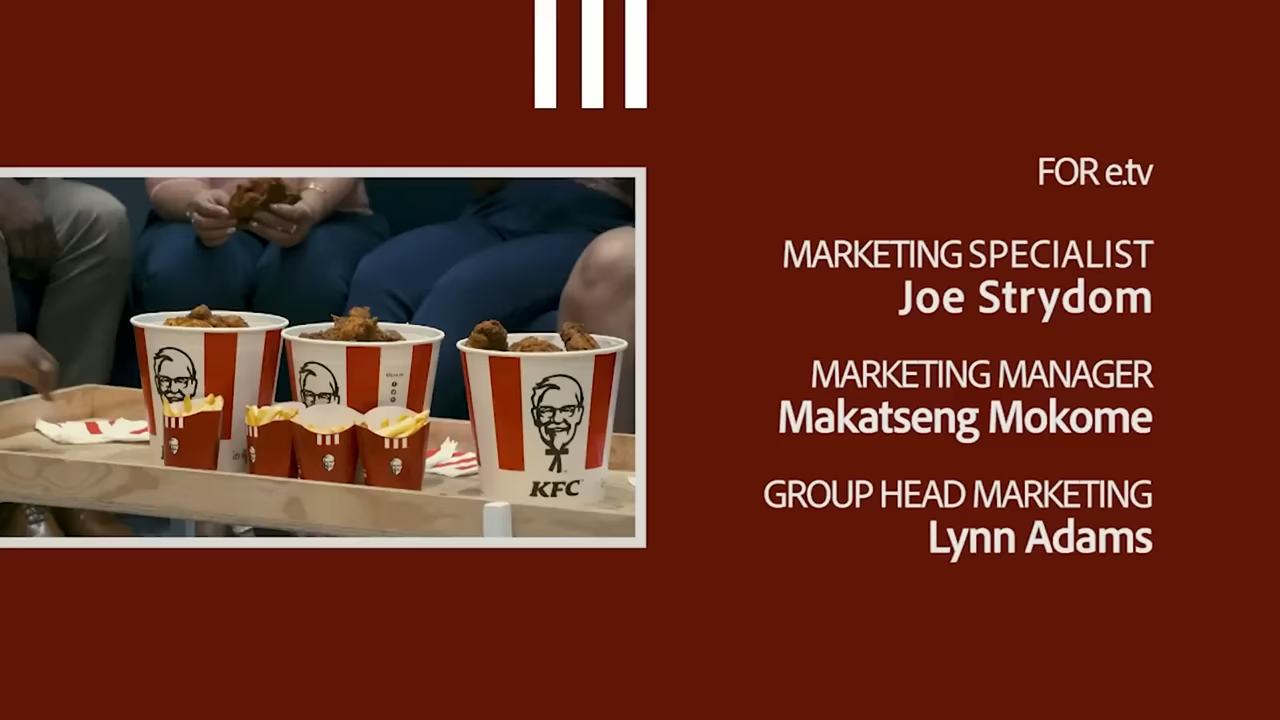 FOR e.tv
MARKETING SPECIALIST
Joe Strydom
MARKETING MANAGER
Makatseng Mokome
GROUP HEAD MARKETING
Lynn Adams
KFC